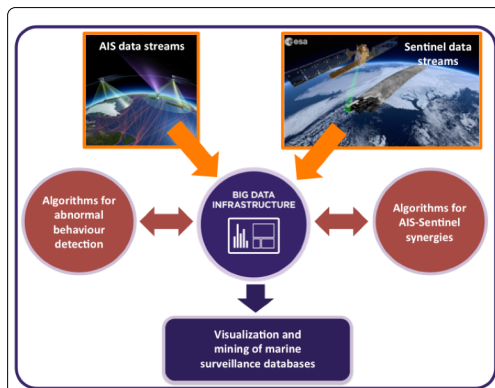 AIS data streams
esa
Sentinel data
streams
BIG DATA
INFRASTRUCTURE
Algorithms for
abnormal
behaviour
detection
Algorithms for
AIS-Sentinel
synergies
Visualization and
mining of marine
surveillance databases